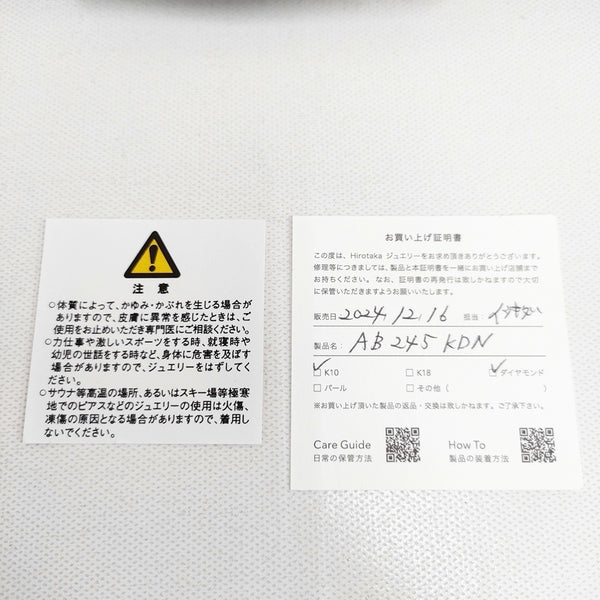 注意
○体質によって、かゆみ・かぶれを生じる場合が
ありますので、皮膚に異常を感じたときは、ご
使用をお止めいただき専門医にご相談ください。
○力仕事や激しいスポーツをする時、就寝時や
幼児の世話をする時など、身体に危害を及ぼす
場合がありますので、ジュエリーをはずしてく
ださい。
○サウナ等高温の場所、あるいはスキー場等極寒
地でのピアスなどのジュエリーの使用は火傷、
凍傷の原因となる場合がありますので、着用し
ないでください。
お買い上げ証明書
この度は、Hirotaka ジュエリーをお求め頂きありがとうございます。
修理等につきましては、製品と本証明書を一緒にお買い上げ店舗まで
お持ちください。なお、証明書の再発行は致しかねますので大切
に保管いただきますようお願いいたします。
販売日 2024.12.16 担当:
製品名: AB245 KDN
K10 K18 ダイヤモンド
パール その他 (
※お買い上げ頂いた製品の返品・交換は致しかねます。ご了承下さい。
Care Guide
日常の保管方法
How To
製品の装着方法